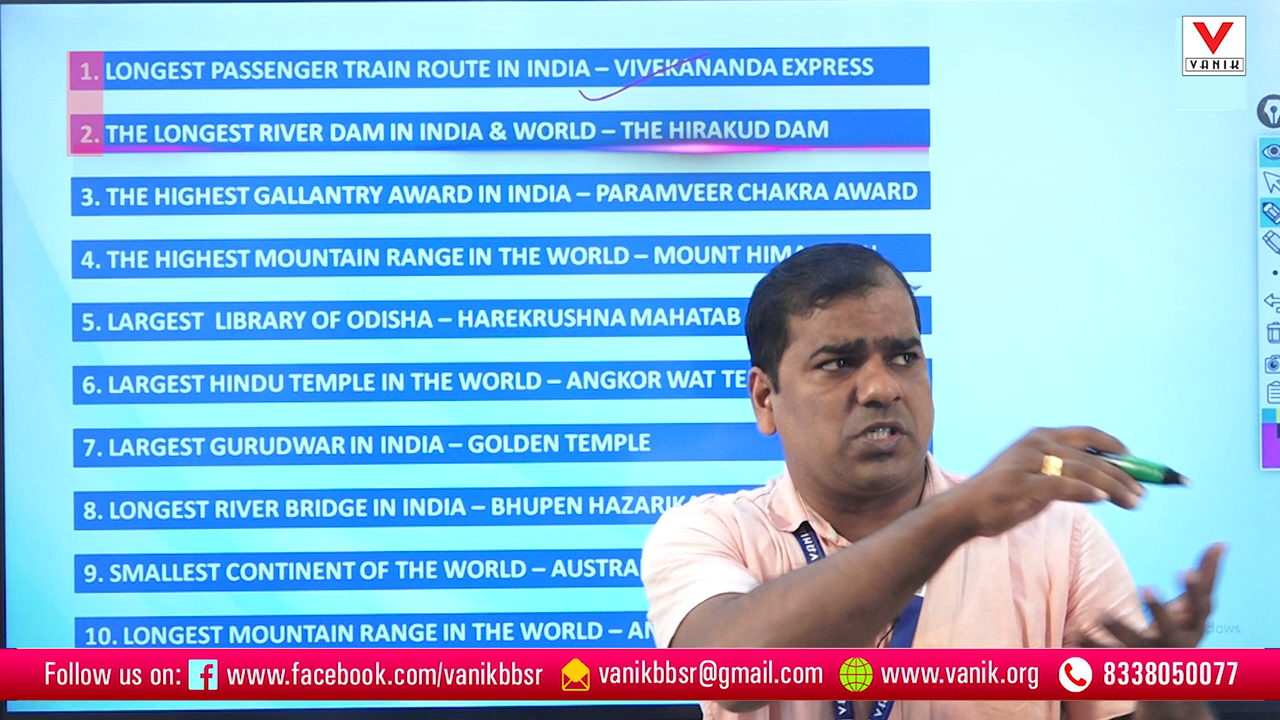 V
VANIK
1. LONGEST PASSENGER TRAIN ROUTE IN INDIA – VIVEKANANDA EXPRESS
2. THE LONGEST RIVER DAM IN INDIA & WORLD – THE HIRAKUD DAM
3. THE HIGHEST GALLANTRY AWARD IN INDIA – PARAMVEER CHAKRA AWARD
4. THE HIGHEST MOUNTAIN RANGE IN THE WORLD – MOUNT
5. LARGEST LIBRARY OF ODISHA – HAREKRUSHNA MAHATAB
6. LARGEST HINDU TEMPLE IN THE WORLD – ANGKOR WAT
7. LARGEST GURUDWAR IN INDIA – GOLDEN TEMPLE
8. LONGEST RIVER BRIDGE IN INDIA – BHUPEN
9. SMALLEST CONTINENT OF THE WORLD –
10. LONGEST MOUNTAIN RANGE IN THE WORLD –
Follow us on: f www.facebook.com/vanikbbsr vanikbbsr@gmail.com www.vanik.org 8338050077